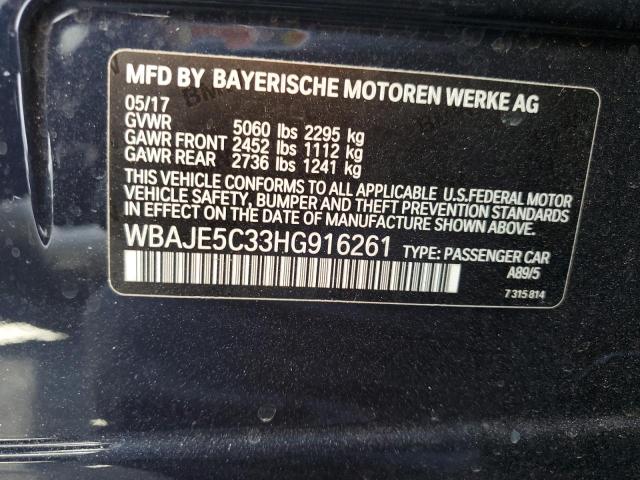 MFD BY BAYERISCHE MOTOREN WERKE AG
05/17
GVWR 5060 lbs 2295 kg
GAWR FRONT 2452 lbs 1112 kg
GAWR REAR 2736 lbs 1241 kg
THIS VEHICLE CONFORMS TO ALL APPLICABLE U.S.FEDERAL MOTOR
VEHICLE SAFETY, BUMPER AND THEFT PREVENTION STANDARDS
IN EFFECT ON THE DATE OF MANUFACTURE SHOWN ABOVE.
WBAJE5C33HG916261 TYPE: PASSENGER CAR
A89/5
7 315 814